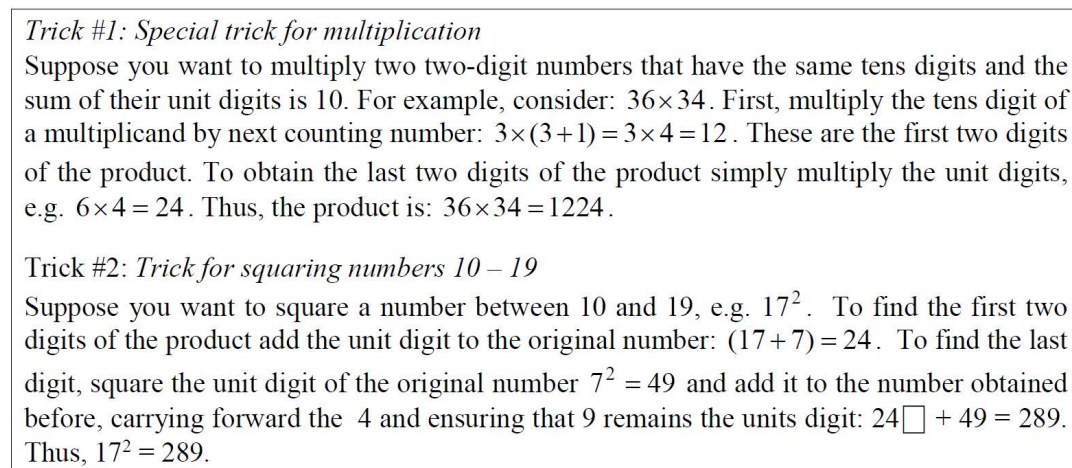 Trick #1: Special trick for multiplication
Suppose you want to multiply two two-digit numbers that have the same tens digits and the
sum of their unit digits is 10. For example, consider: 36×34. First, multiply the tens digit of
a multiplicand by next counting number: 3×(3+1)=3×4=12. These are the first two digits
of the product. To obtain the last two digits of the product simply multiply the unit digits,
e.g. 6×4=24. Thus, the product is: 36×34=1224.
Trick #2: Trick for squaring numbers 10 – 19
Suppose you want to square a number between 10 and 19, e.g. 17². To find the first two
digits of the product add the unit digit to the original number: (17+7)=24. To find the last
digit, square the unit digit of the original number 7² = 49 and add it to the number obtained
before, carrying forward the 4 and ensuring that 9 remains the units digit: 24□ + 49 = 289.
Thus, 17² = 289.